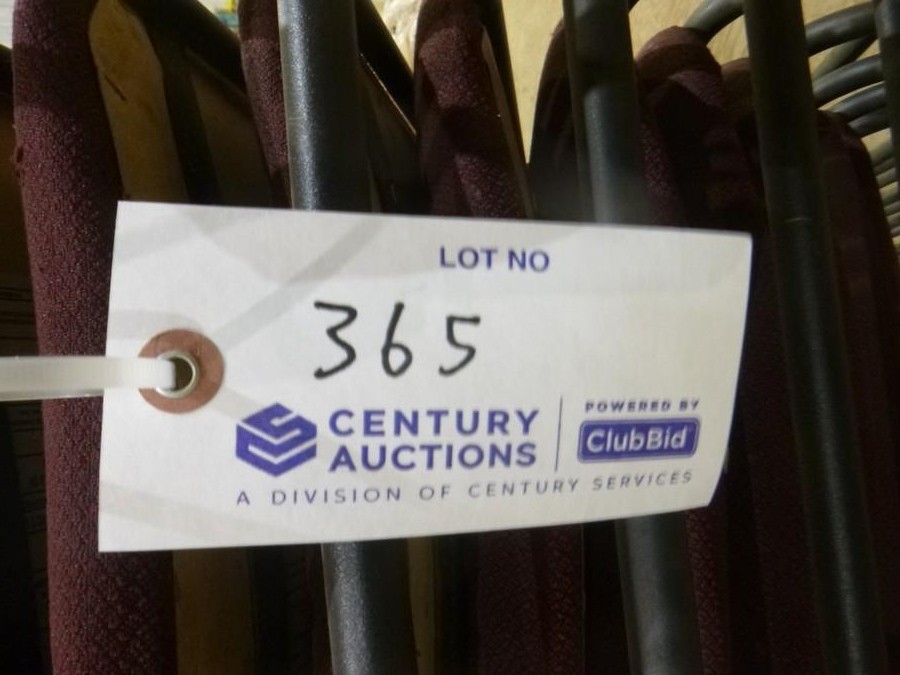 LOT NO
365
CENTURY
AUCTIONS
POWERED BY
ClubBid
A DIVISION OF CENTURY SERVICES